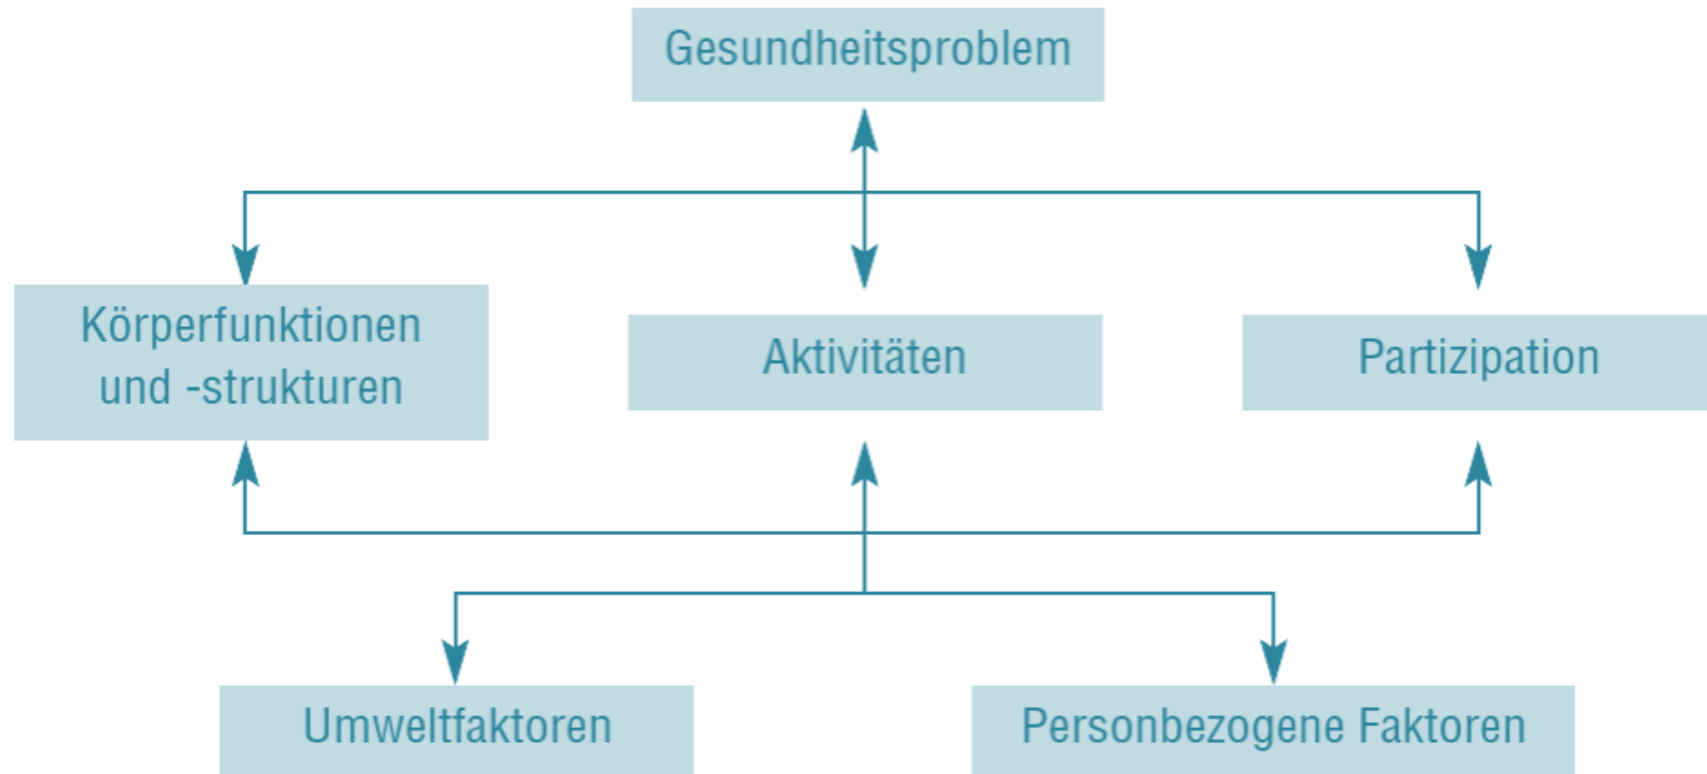 Gesundheitsproblem
Körperfunktionen
und -strukturen
Aktivitäten
Partizipation
Umweltfaktoren
Personbezogene Faktoren